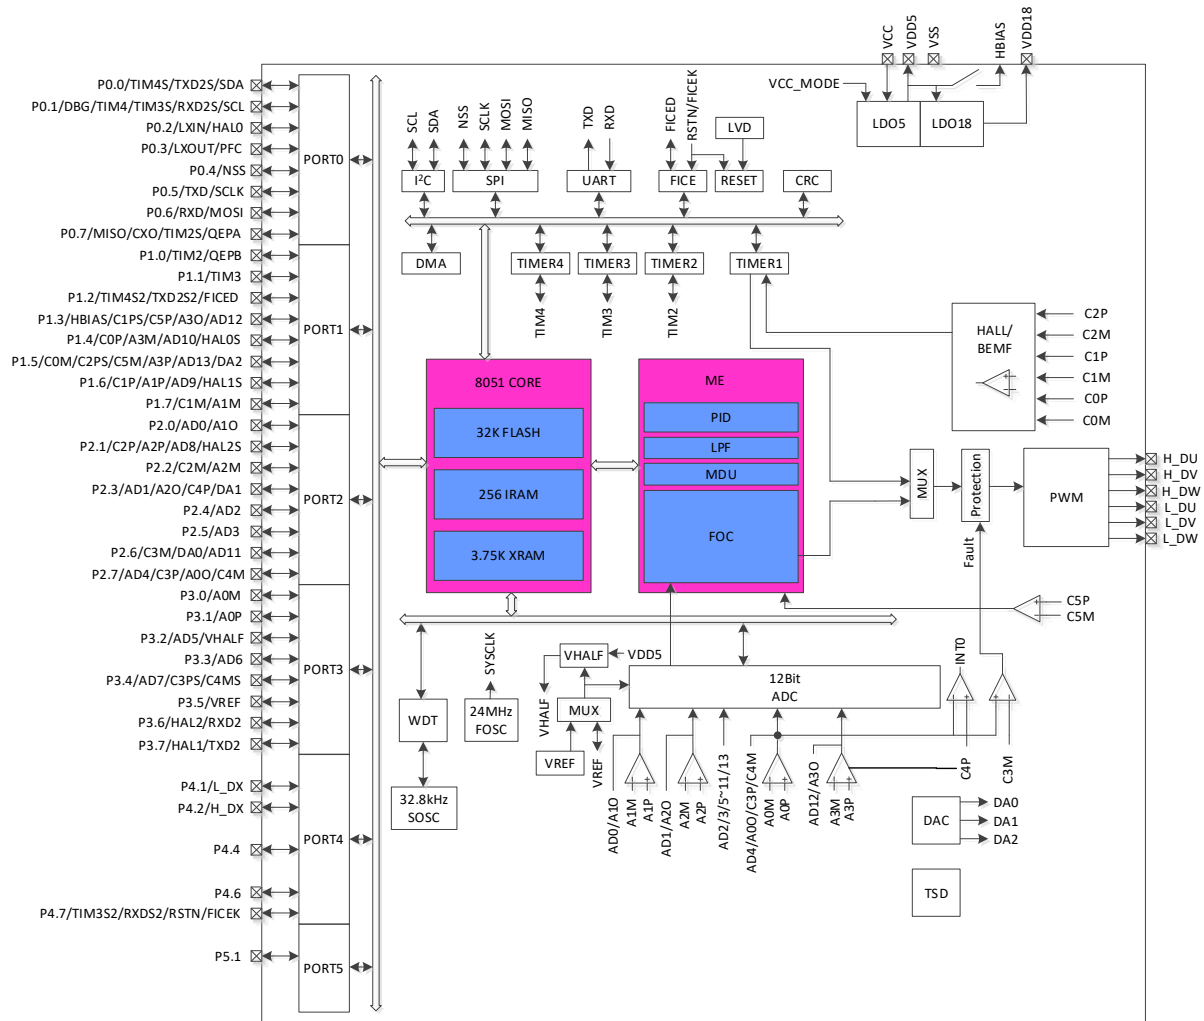 VCC
VDD5
VSS
HBIAS
VDD18
VCC_MODE
LDO5
LDO18
P0.0/TIM4S/TXD2S/SDA
P0.1/DBG/TIM4/TIM3S/RXD2S/SCL
P0.2/LXIN/HAL0
P0.3/LXOUT/PFC
P0.4/NSS
P0.5/TXD/SCLK
P0.6/RXD/MOSI
P0.7/MISO/CXO/TIM2S/QEPA
PORT0
P1.0/TIM2/QEPB
P1.1/TIM3
P1.2/TIM4S2/TXD2S2/FICED
P1.3/HBIAS/C1PS/C5P/A3O/AD12
P1.4/C0P/A3M/AD10/HAL0S
P1.5/C0M/C2PS/C5M/A3P/AD13/DA2
P1.6/C1P/A1P/AD9/HAL1S
P1.7/C1M/A1M
PORT1
P2.0/AD0/A1O
P2.1/C2P/A2P/AD8/HAL2S
P2.2/C2M/A2M
P2.3/AD1/A2O/C4P/DA1
P2.4/AD2
P2.5/AD3
P2.6/C3M/DA0/AD11
P2.7/AD4/C3P/A0O/C4M
PORT2
P3.0/A0M
P3.1/A0P
P3.2/AD5/VHALF
P3.3/AD6
P3.4/AD7/C3PS/C4MS
P3.5/VREF
P3.6/HAL2/RXD2
P3.7/HAL1/TXD2
PORT3
P4.1/L_DX
P4.2/H_DX
P4.4
P4.6
P4.7/TIM3S2/RXDS2/RSTN/FICEK
PORT4
P5.1
PORT5
SCL
SDA
NSS
SCLK
MOSI
MISO
TXD
RXD
FICED
RSTN/FICEK
LVD
I²C
SPI
UART
FICE
RESET
CRC
DMA
TIMER4
TIMER3
TIMER2
TIMER1
TIM4
TIM3
TIM2
8051 CORE
32K FLASH
256 IRAM
3.75K XRAM
ME
PID
LPF
MDU
FOC
HALL/
BEMF
C2P
C2M
C1P
C1M
C0P
C0M
MUX
Protection
Fault
PWM
H_DU
H_DV
H_DW
L_DU
L_DV
L_DW
C5P
C5M
WDT
32.8kHz
SOSC
SYSCLK
24MHz
FOSC
VHALF
VDD5
VHALF
MUX
VREF
VREF
12Bit
ADC
INT0
C4P
C3M
AD0/A1O
A1M
A1P
AD1/A2O
A2M
A2P
AD2/3/5~11/13
AD4/A0O/C3P/C4M
A0M
A0P
AD12/A3O
A3M
A3P
DAC
DA0
DA1
DA2
TSD